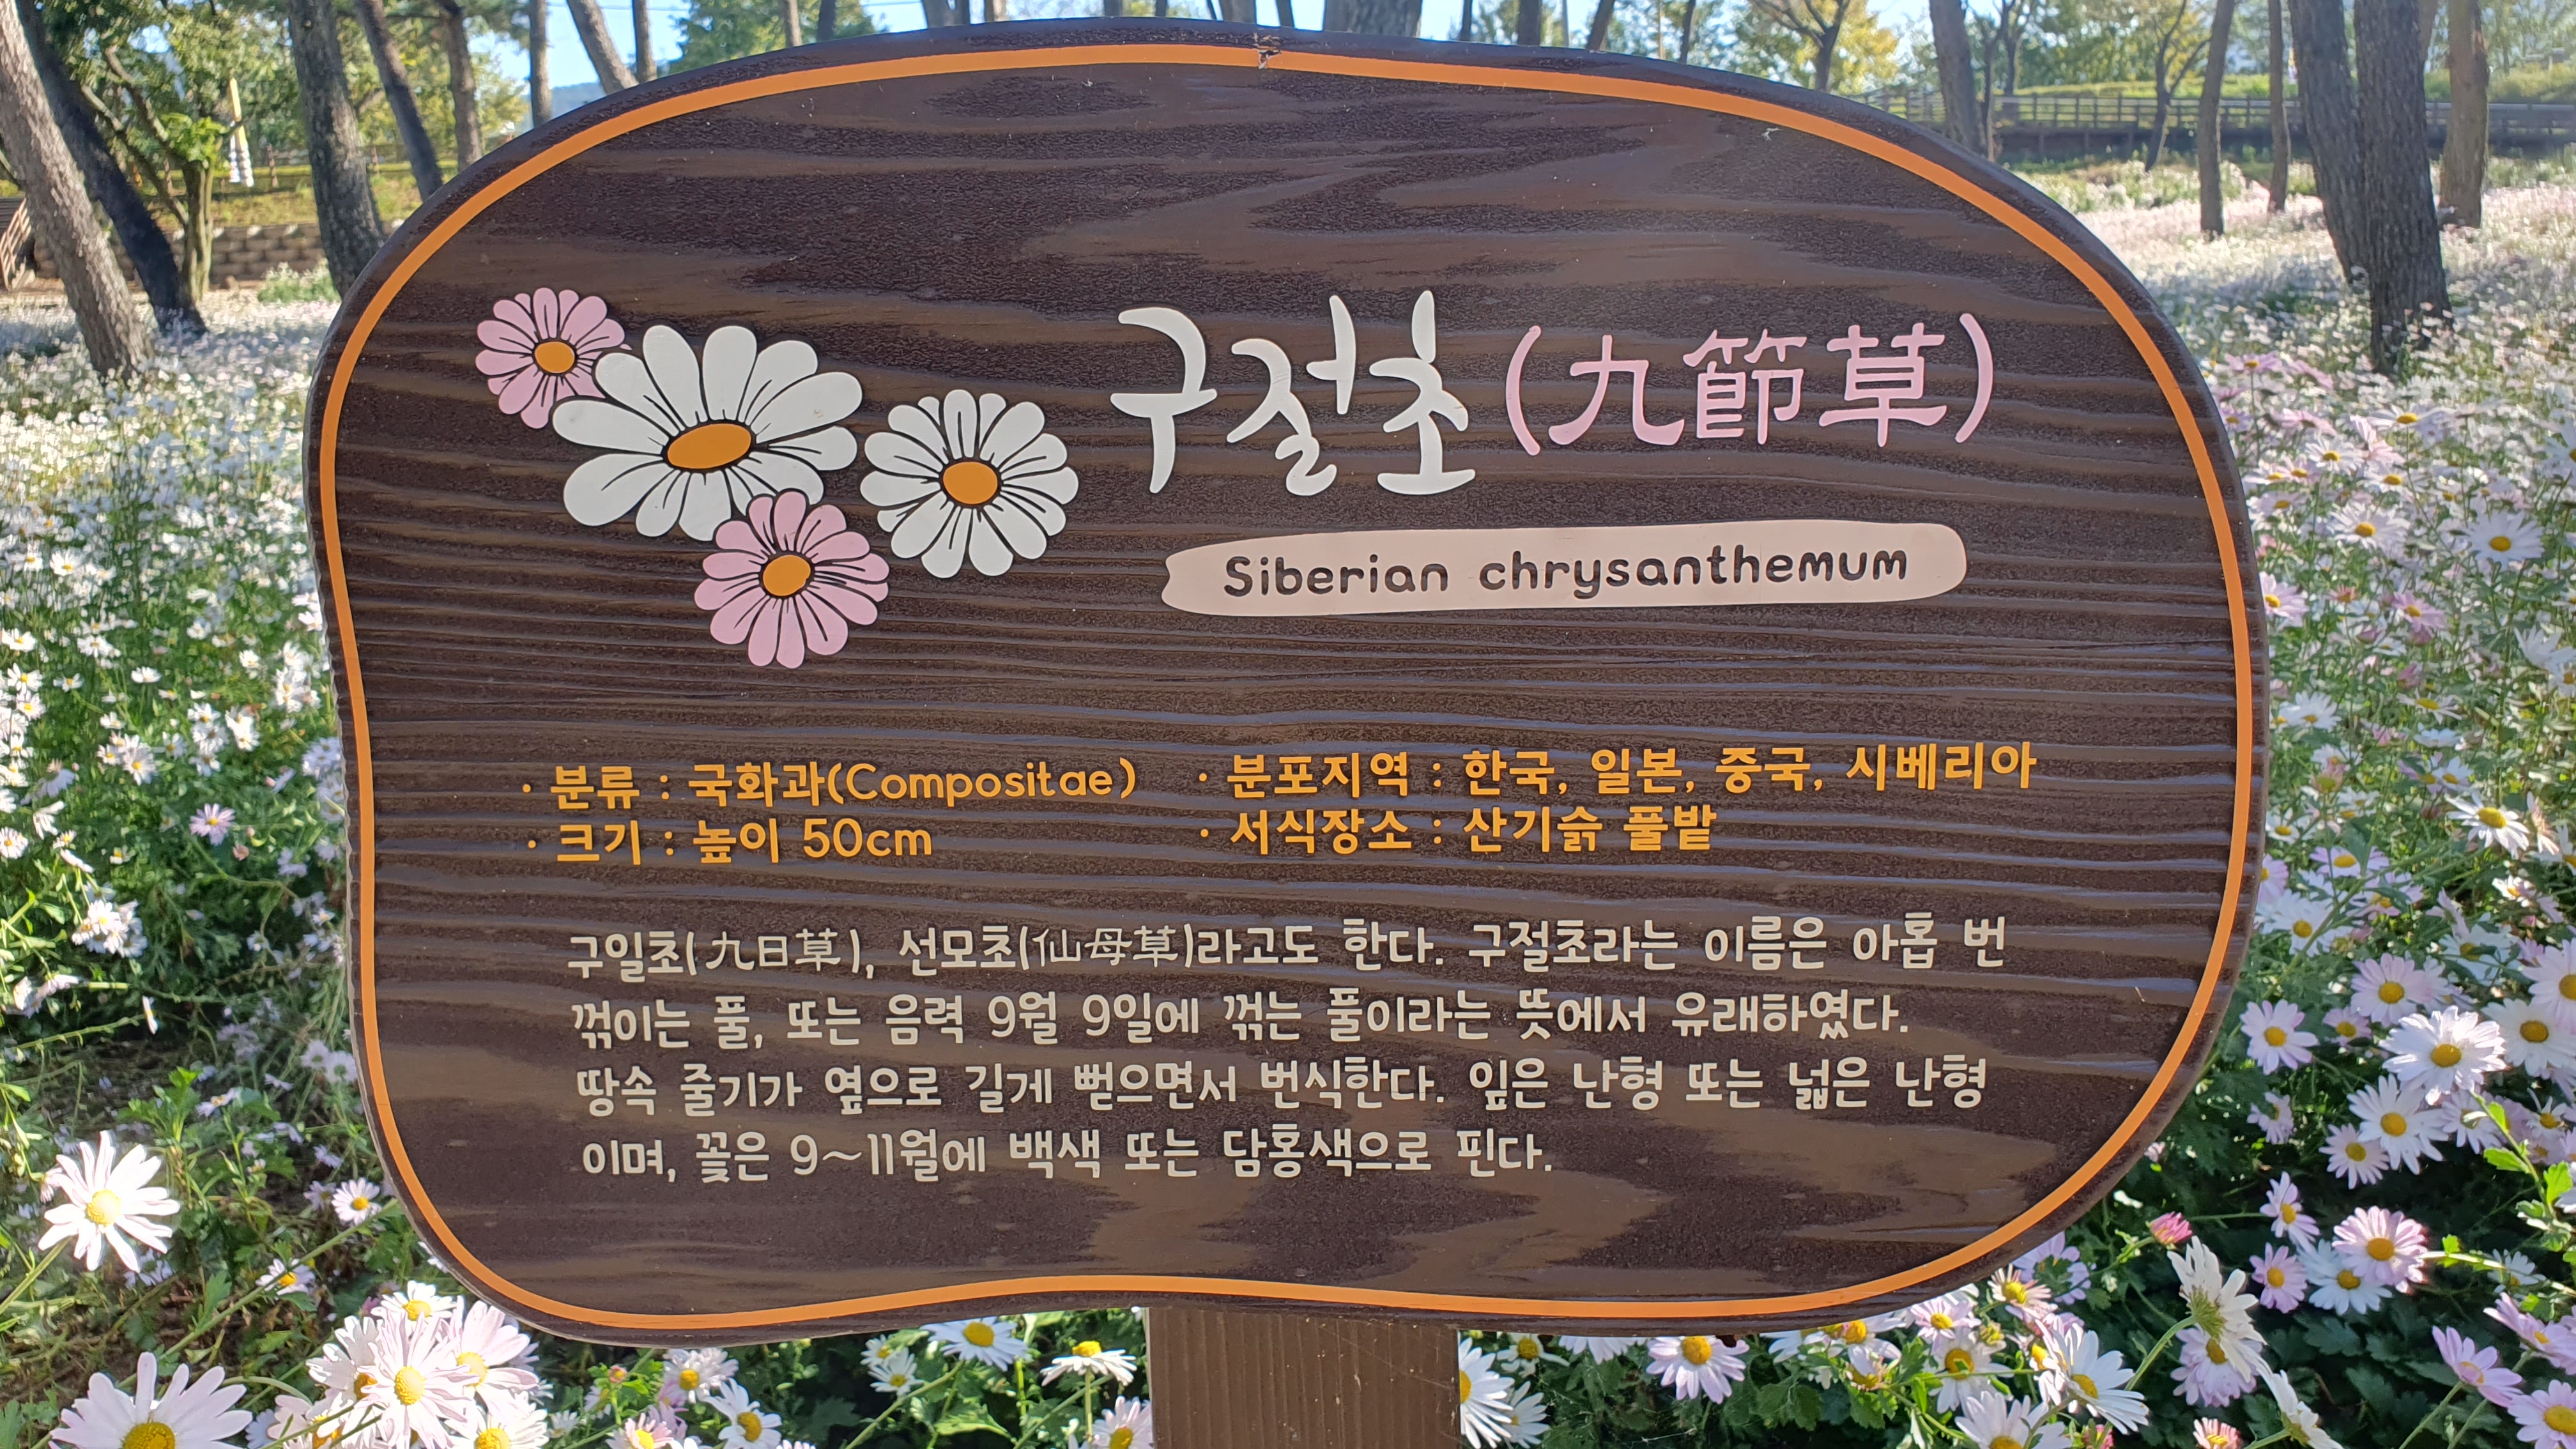 구절초(九節草)
Siberian chrysanthemum
· 분류 : 국화과(Compositae)
· 크기 : 높이 50cm
· 분포지역 : 한국, 일본, 중국, 시베리아
· 서식장소 : 산기슭 풀밭
구일초(九日草), 선모초(仙母草)라고도 한다. 구절초라는 이름은 아홉 번
꺾이는 풀, 또는 음력 9월 9일에 꺾는 풀이라는 뜻에서 유래하였다.
땅속 줄기가 옆으로 길게 뻗으면서 번식한다. 잎은 난형 또는 넓은 난형
이며, 꽃은 9~11월에 백색 또는 담홍색으로 핀다.